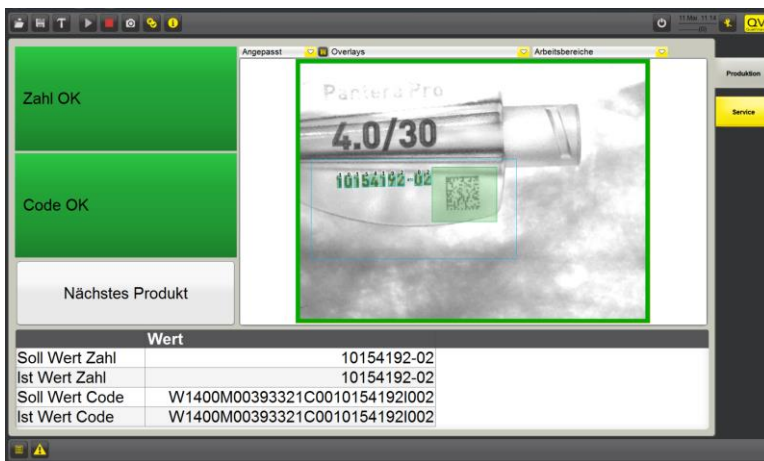 11 Mai 11:14
QV
Angepasst
Overlays
Arbeitsbereiche
Produktion
Service
Zahl OK
Code OK
Nächstes Produkt
Pantera Pro
4.0/30
10154192-02
Wert
Soll Wert Zahl 10154192-02
Ist Wert Zahl 10154192-02
Soll Wert Code W1400M00393321C0010154192I002
Ist Wert Code W1400M00393321C0010154192I002